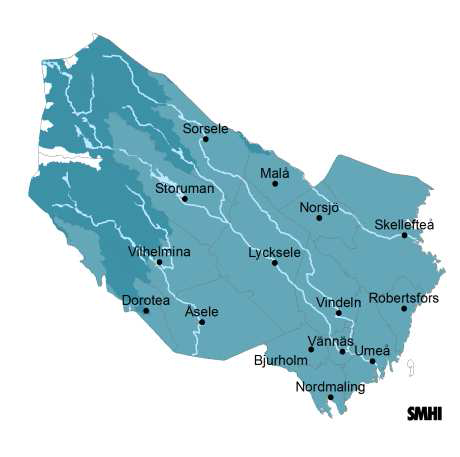 Sorsele
Malå
Storuman
Norsjö
Skellefteå
Vilhelmina
Lycksele
Dorotea
Åsele
Vindeln
Robertsfors
Vännäs
Umeå
Bjurholm
Nordmaling
SMHI